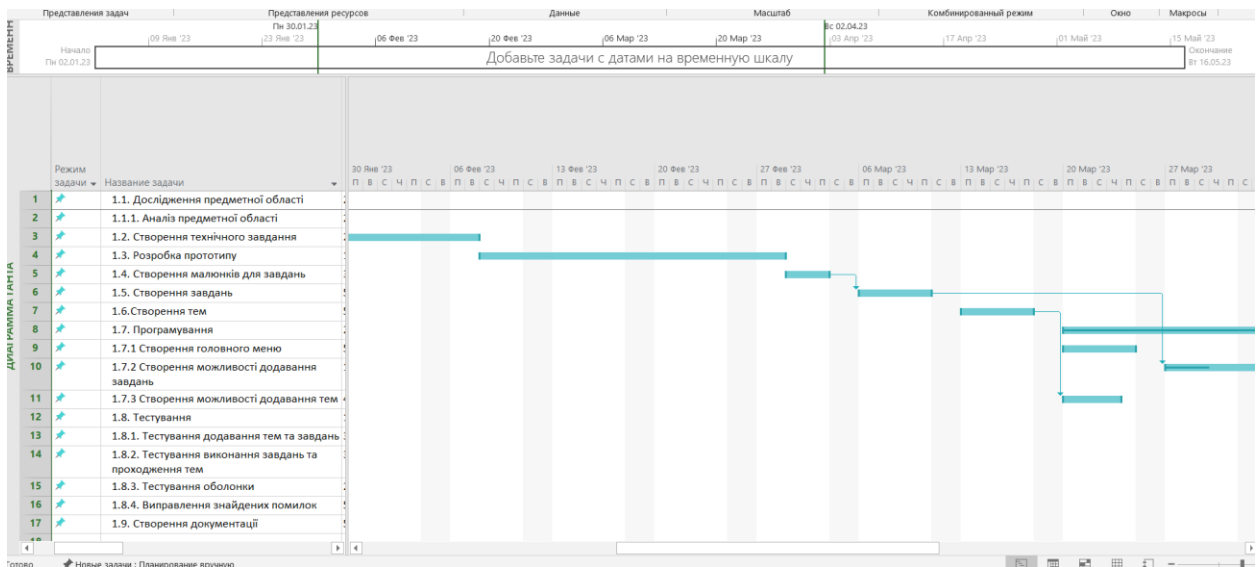 Представления задач Представления ресурсов Данные Масштаб Комбинированный режим Окно Макросы
Пн 30.01.23 Вс 02.04.23
09 Янв '23 23 Янв '23 06 Фев '23 20 Фев '23 06 Мар '23 20 Мар '23 03 Апр '23 17 Апр '23 01 Май '23 15 Май '23
Начало Добавьте задачи с датами на временную шкалу Окончание
Пн 02.01.23 Вт 16.05.23
Режим 30 Янв '23 06 Фев '23 13 Фев '23 20 Фев '23 27 Фев '23 06 Мар '23 13 Мар '23 20 Мар '23 27 Мар '23
задачи Название задачи П В С Ч П С В П В С Ч П С В П В С Ч П С В П В С Ч П С В П В С Ч П С В П В С Ч П С В П В С Ч П С В П В С Ч П С В П В С Ч П С
1 1.1. Дослідження предметної області
2 1.1.1. Аналіз предметної області
3 1.2. Створення технічного завдання
4 1.3. Розробка прототипу
5 1.4. Створення малюнків для завдань
6 1.5. Створення завдань
7 1.6.Створення тем
8 1.7. Програмування
9 1.7.1 Створення головного меню
10 1.7.2 Створення можливості додавання
завдань
11 1.7.3 Створення можливості додавання тем
12 1.8. Тестування
13 1.8.1. Тестування додавання тем та завдань
14 1.8.2. Тестування виконання завдань та
проходження тем
15 1.8.3. Тестування оболонки
16 1.8.4. Виправлення знайдених помилок
17 1.9. Створення документації
ДИАГРАММА ГАНТА
Готово Новые задачи : Планирование вручную